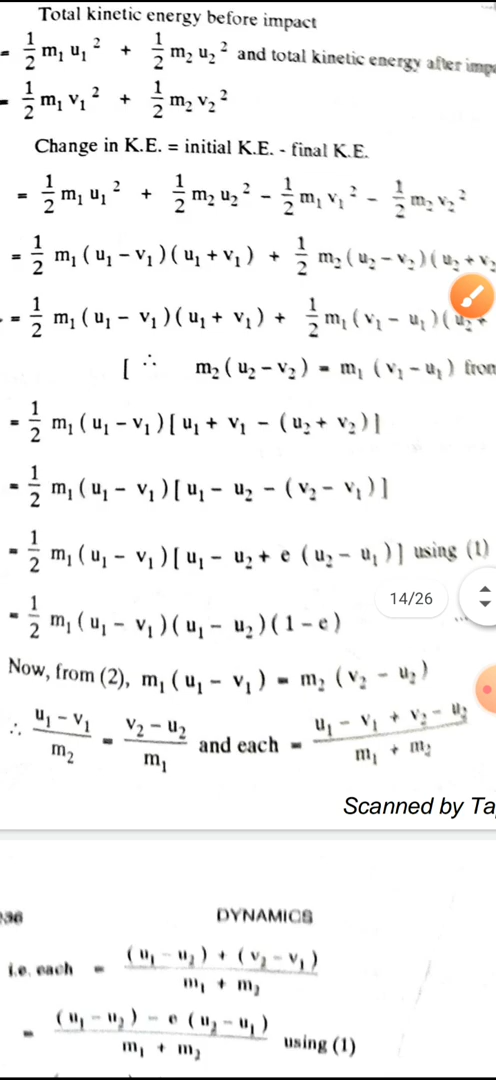 Total kinetic energy before impact
= 1/2 m₁ u₁² + 1/2 m₂ u₂² and total kinetic energy after impa
= 1/2 m₁ v₁² + 1/2 m₂ v₂²
Change in K.E. = initial K.E. - final K.E.
= 1/2 m₁ u₁² + 1/2 m₂ u₂² - 1/2 m₁ v₁² - 1/2 m₂ v₂²
= 1/2 m₁ ( u₁ - v₁ ) ( u₁ + v₁ ) + 1/2 m₂ ( u₂ - v₂ ) ( u₂ + v₂
= 1/2 m₁ ( u₁ - v₁ ) ( u₁ + v₁ ) + 1/2 m₁ ( v₁ - u₁ ) ( u₂ +
[ ∴ m₂ ( u₂ - v₂ ) = m₁ ( v₁ - u₁ ) from
= 1/2 m₁ ( u₁ - v₁ ) [ u₁ + v₁ - ( u₂ + v₂ ) ]
= 1/2 m₁ ( u₁ - v₁ ) [ u₁ - u₂ - ( v₂ - v₁ ) ]
= 1/2 m₁ ( u₁ - v₁ ) [ u₁ - u₂ + e ( u₂ - u₁ ) ] using (1)
14/26
= 1/2 m₁ ( u₁ - v₁ ) ( u₁ - u₂ ) ( 1 - e )
Now, from (2), m₁ ( u₁ - v₁ ) = m₂ ( v₂ - u₂ )
∴ (u₁ - v₁)/m₂ = (v₂ - u₂)/m₁ and each = (u₁ - v₁ + v₂ - u₂)/(m₁ + m₂)
Scanned by Ta
36 DYNAMICS
i.e. each = (( u₁ - u₂ ) + ( v₂ - v₁ ))/(m₁ + m₂)
= (( u₁ - u₂ ) - e ( u₂ - u₁ ))/(m₁ + m₂) using (1)